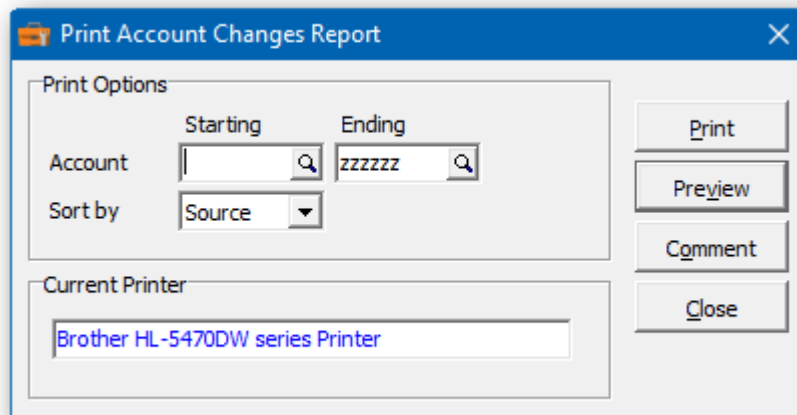 Print Account Changes Report
Print Options
Starting Ending
Account zzzzzz
Sort by Source
Current Printer
Brother HL-5470DW series Printer
Print
Preview
Comment
Close